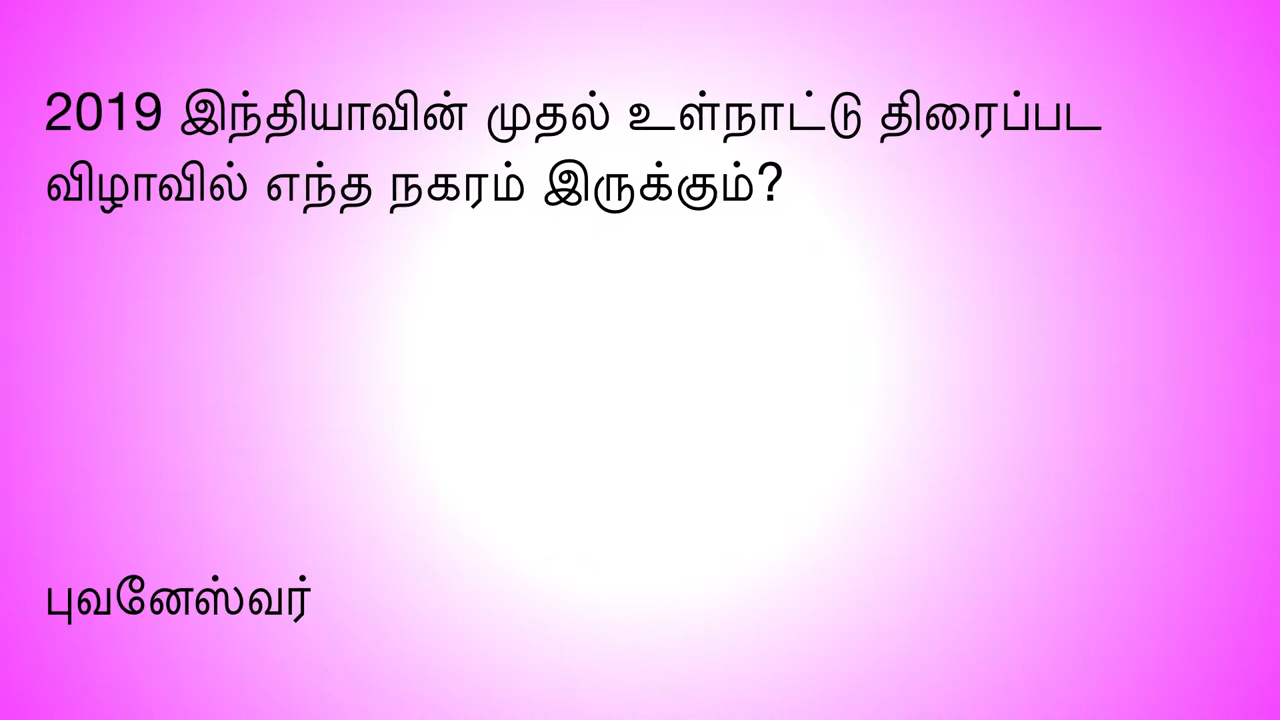 2019 இந்தியாவின் முதல் உள்நாட்டு திரைப்பட
விழாவில் எந்த நகரம் இருக்கும்?
புவனேஸ்வர்